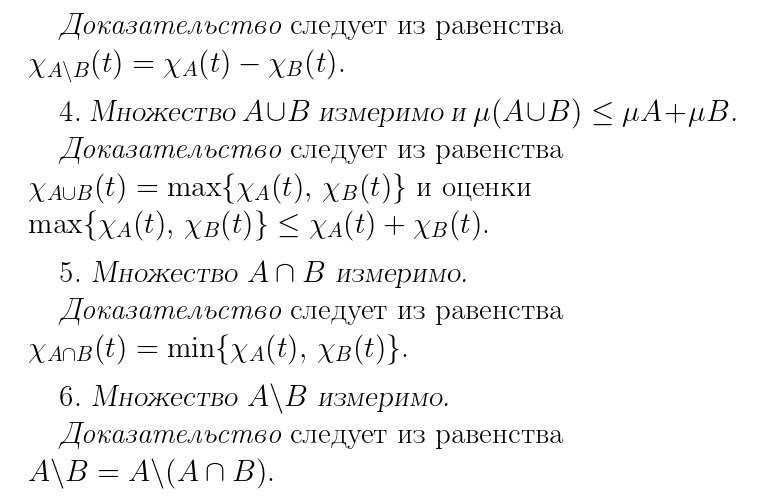 Доказательство следует из равенства
χ_{A\B}(t) = χ_A(t) − χ_B(t).
4. Множество A∪B измеримо и μ(A∪B) ≤ μA+μB.
Доказательство следует из равенства
χ_{A∪B}(t) = max{χ_A(t), χ_B(t)} и оценки
max{χ_A(t), χ_B(t)} ≤ χ_A(t) + χ_B(t).
5. Множество A ∩ B измеримо.
Доказательство следует из равенства
χ_{A∩B}(t) = min{χ_A(t), χ_B(t)}.
6. Множество A\B измеримо.
Доказательство следует из равенства
A\B = A\(A ∩ B).